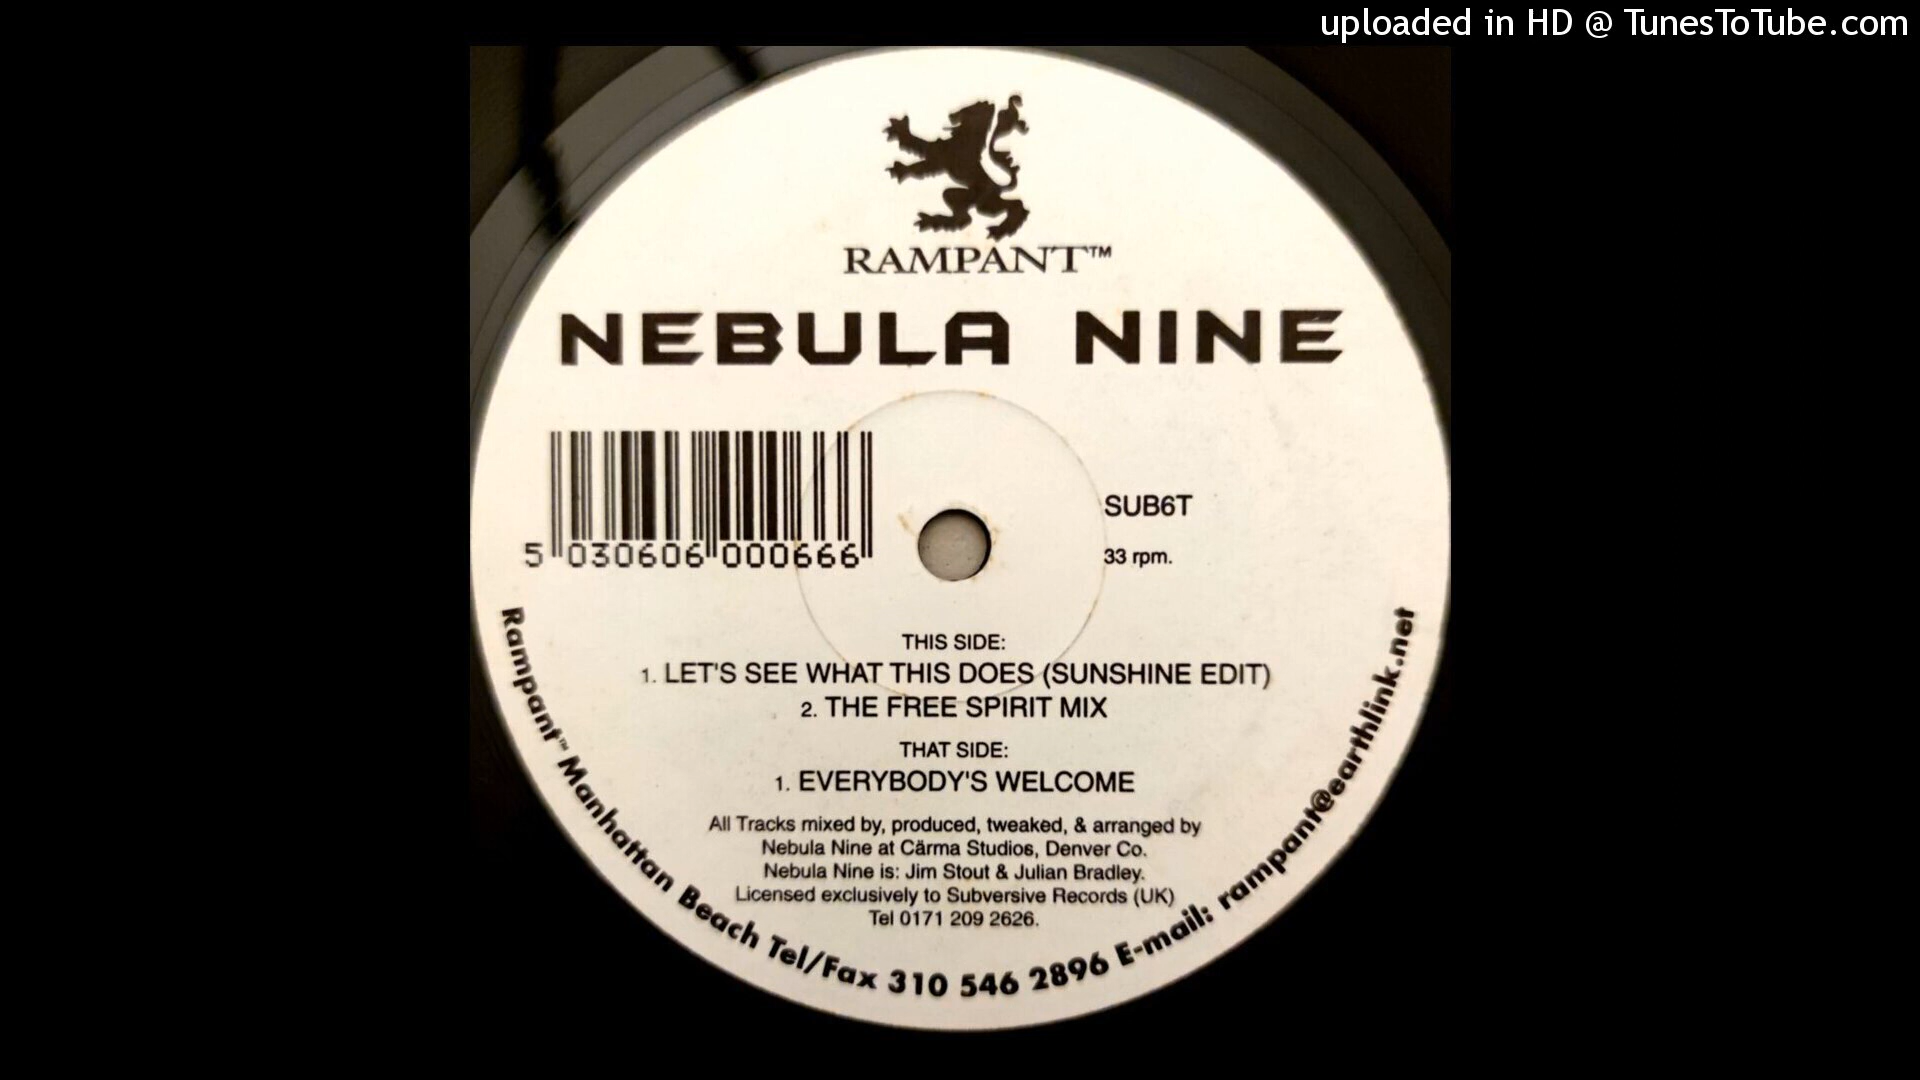 uploaded in HD @ TunesToTube.com
RAMPANT™
NEBULA NINE
5 030606 000666
SUB6T
33 rpm.
THIS SIDE:
1. LET'S SEE WHAT THIS DOES (SUNSHINE EDIT)
2. THE FREE SPIRIT MIX
THAT SIDE:
1. EVERYBODY'S WELCOME
All Tracks mixed by, produced, tweaked, & arranged by
Nebula Nine at Cärma Studios, Denver Co.
Nebula Nine is: Jim Stout & Julian Bradley.
Licensed exclusively to Subversive Records (UK)
Tel 0171 209 2626.
Rampant™ Manhattan Beach Tel/Fax 310 546 2896 E-mail: rampant@earthlink.net